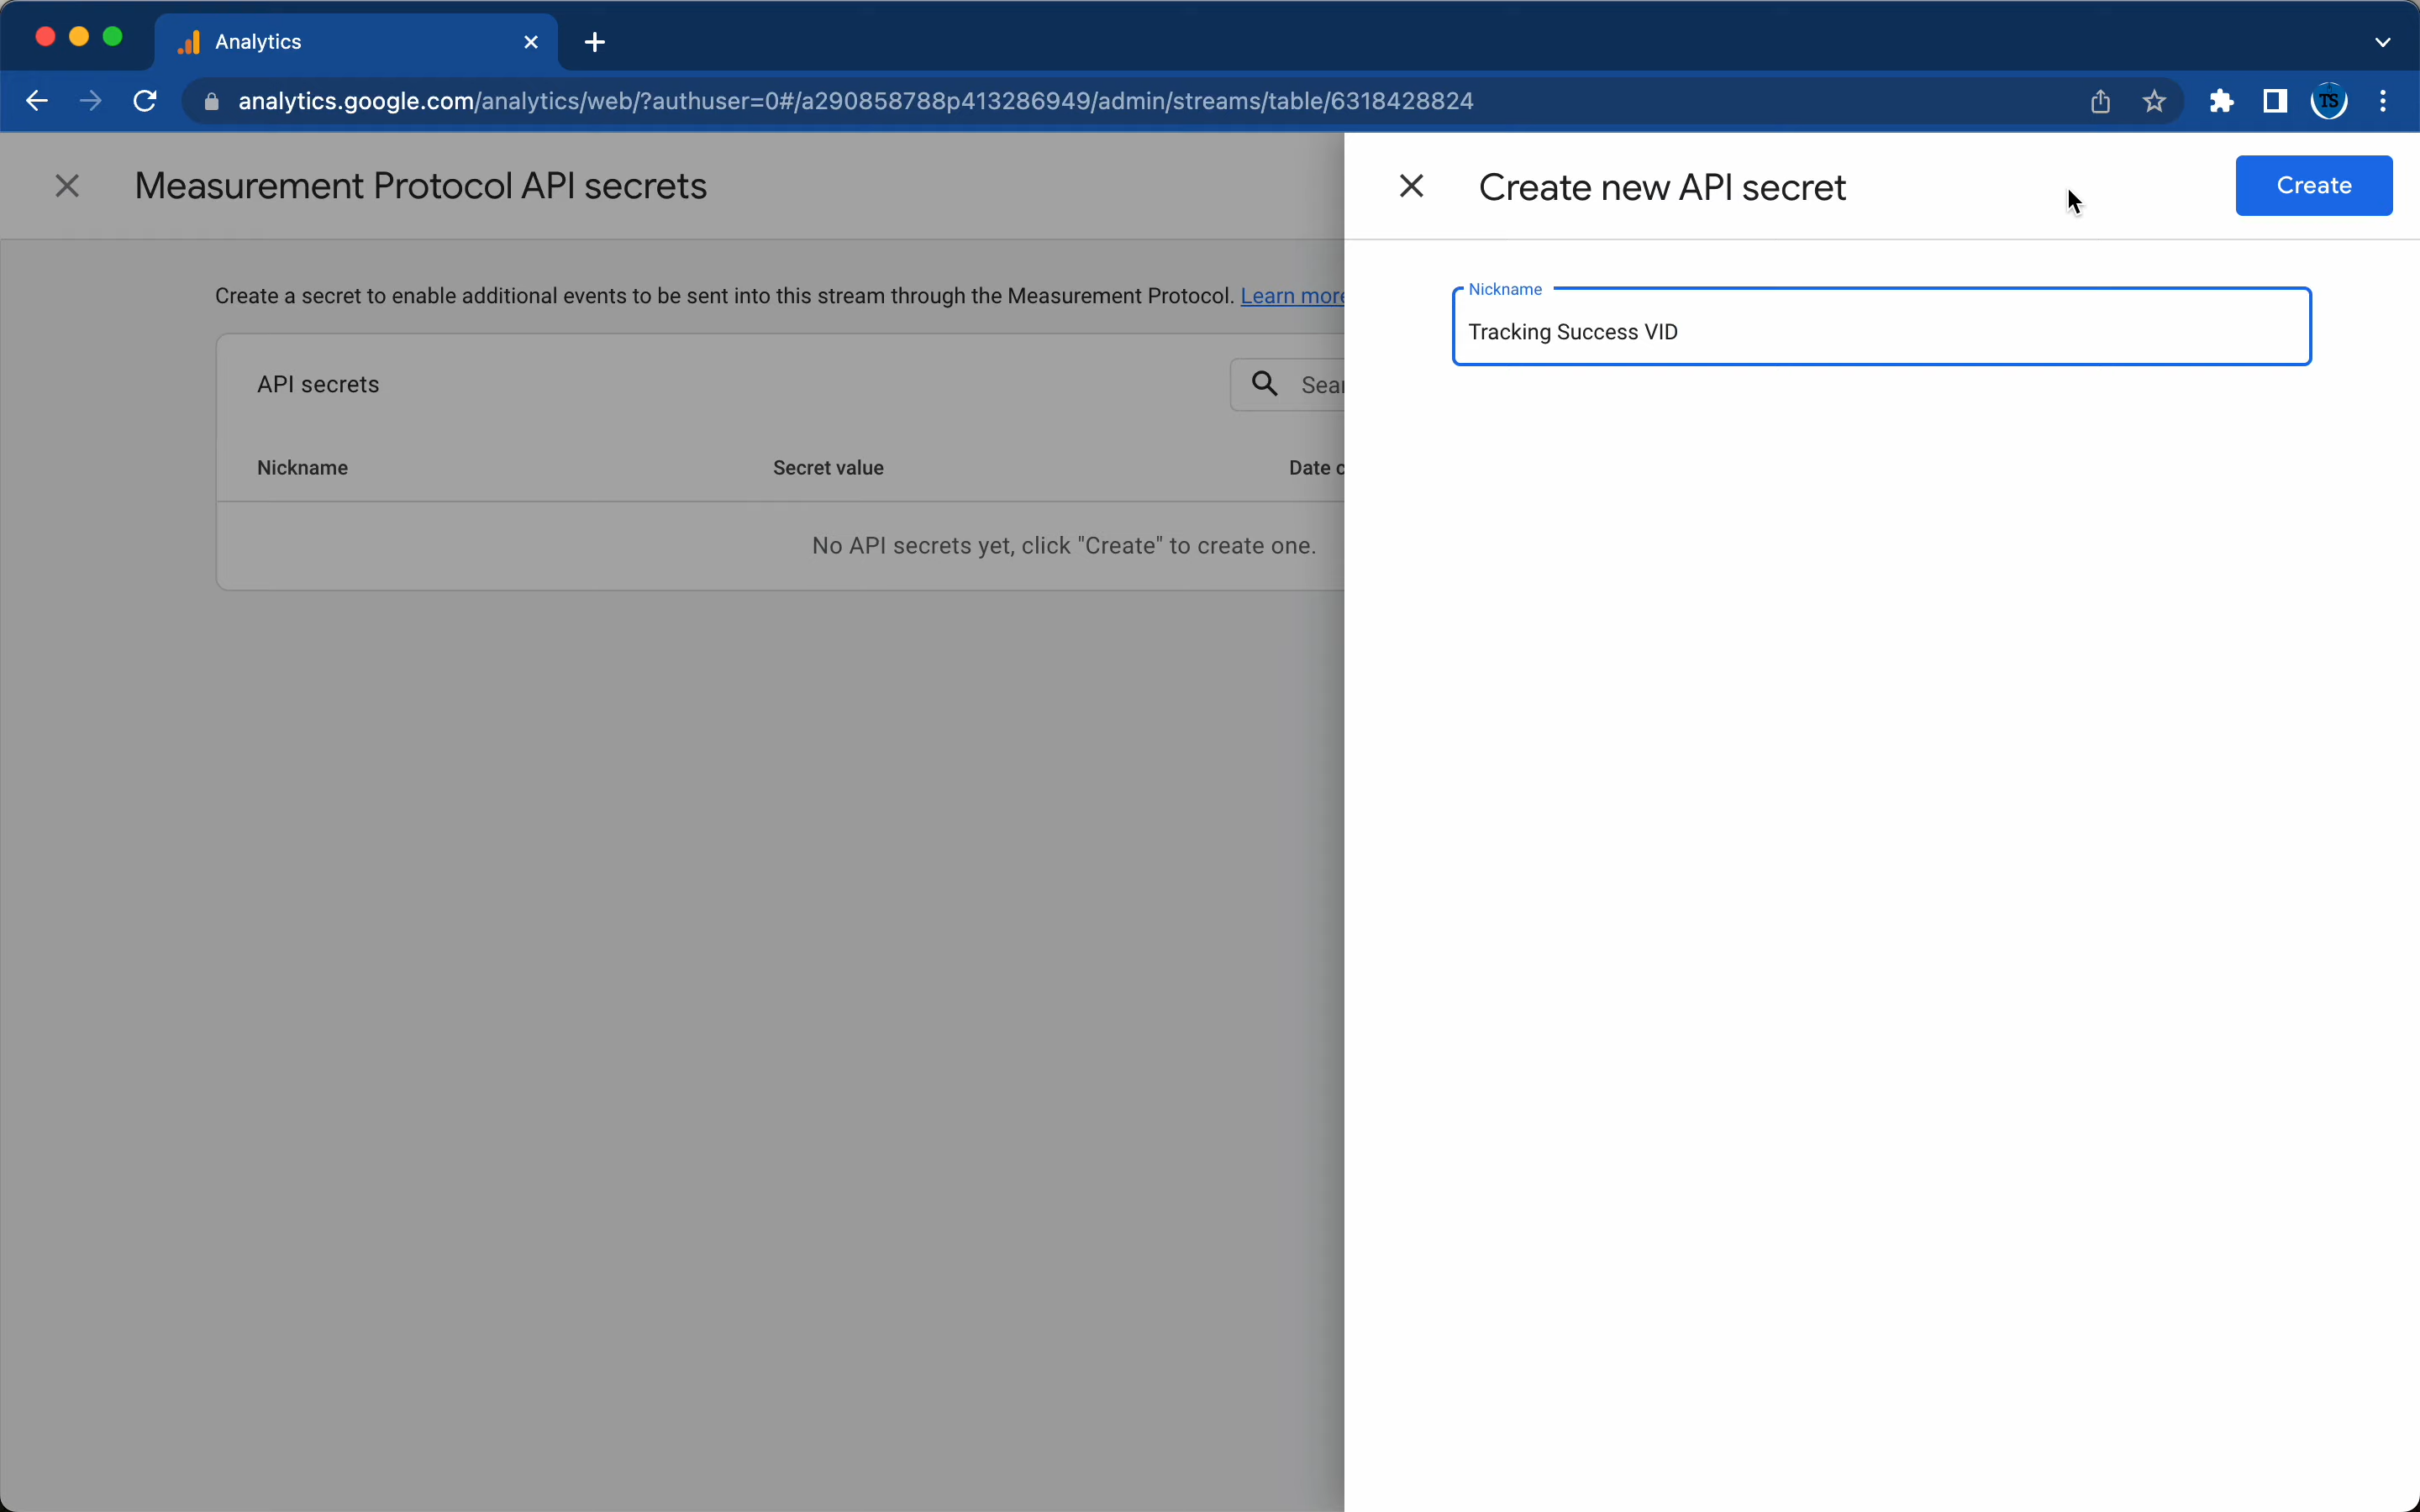 Analytics
analytics.google.com/analytics/web/?authuser=0#/a290858788p413286949/admin/streams/table/6318428824
TS
Measurement Protocol API secrets
Create new API secret
Create
Create a secret to enable additional events to be sent into this stream through the Measurement Protocol. Learn more
Nickname
Tracking Success VID
API secrets
Sear
Nickname
Secret value
Date c
No API secrets yet, click "Create" to create one.